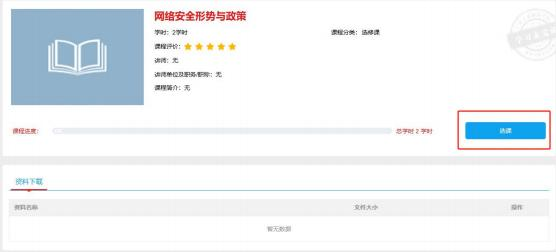 网络安全形势与政策
学时：2学时 课程分类：选修课
课程评价：
讲师：无
讲师单位及职务/职称：无
课程简介：无
课程进度： 总学时 2 学时 选课
资料下载
资料名称 文件大小 操作
暂无数据